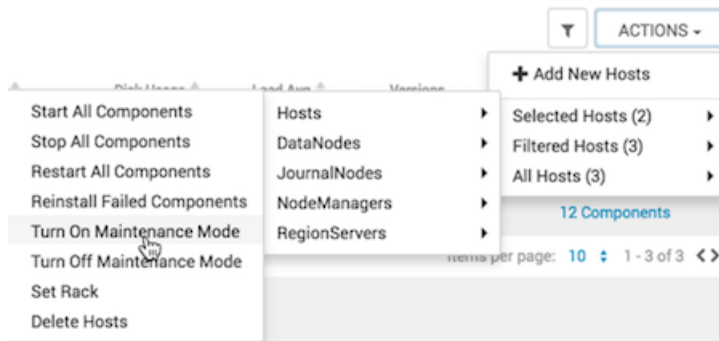 ACTIONS
Add New Hosts
Disk Usage Load Avg Versions
Start All Components
Stop All Components
Restart All Components
Reinstall Failed Components
Turn On Maintenance Mode
Turn Off Maintenance Mode
Set Rack
Delete Hosts
Hosts
DataNodes
JournalNodes
NodeManagers
RegionServers
Selected Hosts (2)
Filtered Hosts (3)
All Hosts (3)
12 Components
Items per page: 10 1 - 3 of 3